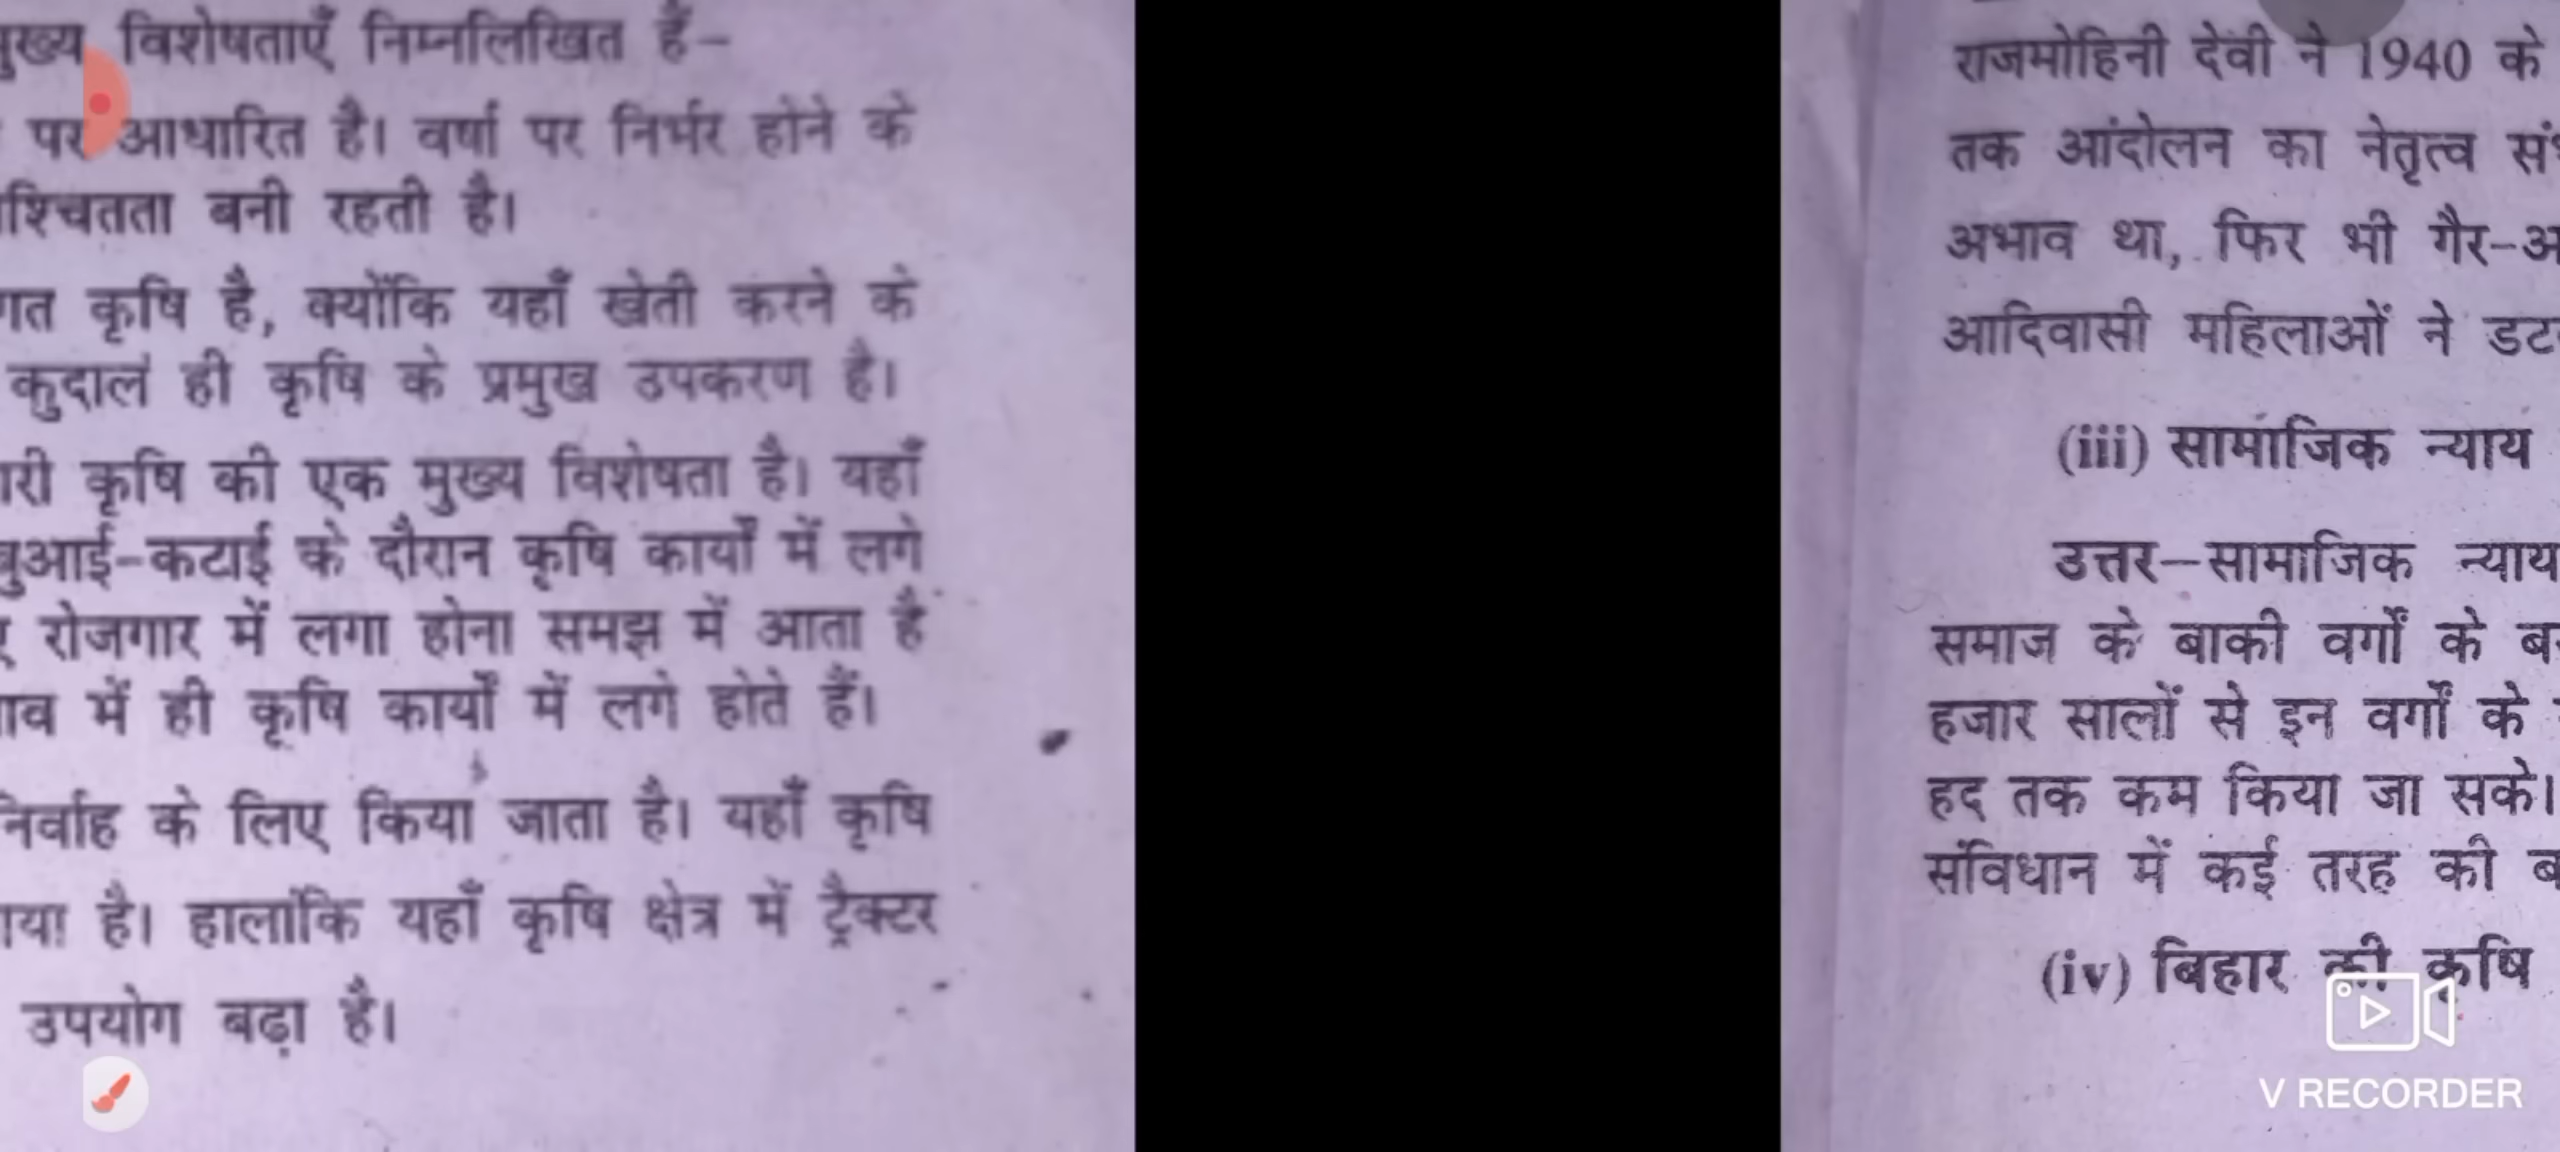 मुख्य विशेषताएँ निम्नलिखित हैं-
पर आधारित है। वर्षा पर निर्भर होने के
श्चितता बनी रहती है।
गत कृषि है, क्योंकि यहाँ खेती करने के
कुदाल ही कृषि के प्रमुख उपकरण है।
री कृषि की एक मुख्य विशेषता है। यहाँ
बुआई-कटाई के दौरान कृषि कार्यों में लगे
रोजगार में लगा होना समझ में आता है
ाव में ही कृषि कार्यों में लगे होते हैं।
निर्वाह के लिए किया जाता है। यहाँ कृषि
या है। हालांकि यहाँ कृषि क्षेत्र में ट्रैक्टर
उपयोग बढ़ा है।
राजमोहिनी देवी ने 1940 के
तक आंदोलन का नेतृत्व
अभाव था, फिर भी गैर-अ
आदिवासी महिलाओं ने डट
(iii) सामाजिक न्याय
उत्तर–सामाजिक न्याय
समाज के बाकी वर्गों के ब
हजार सालों से इन वर्गों के
हद तक कम किया जा सके।
संविधान में कई तरह की ब
(iv) बिहार की कृषि
V RECORDER